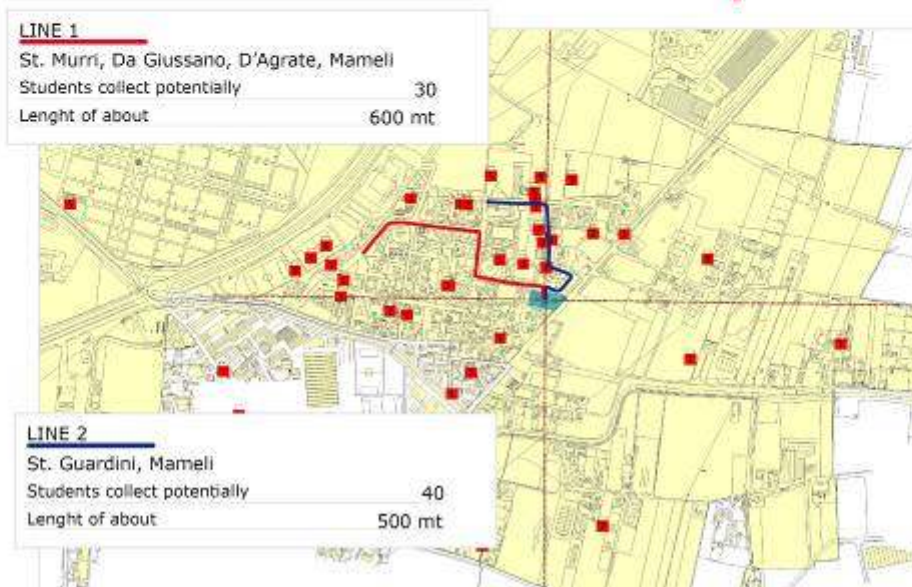 LINE 1
St. Murri, Da Giussano, D'Agrate, Mameli
Students collect potentially 30
Lenght of about 600 mt
LINE 2
St. Guardini, Mameli
Students collect potentially 40
Lenght of about 500 mt